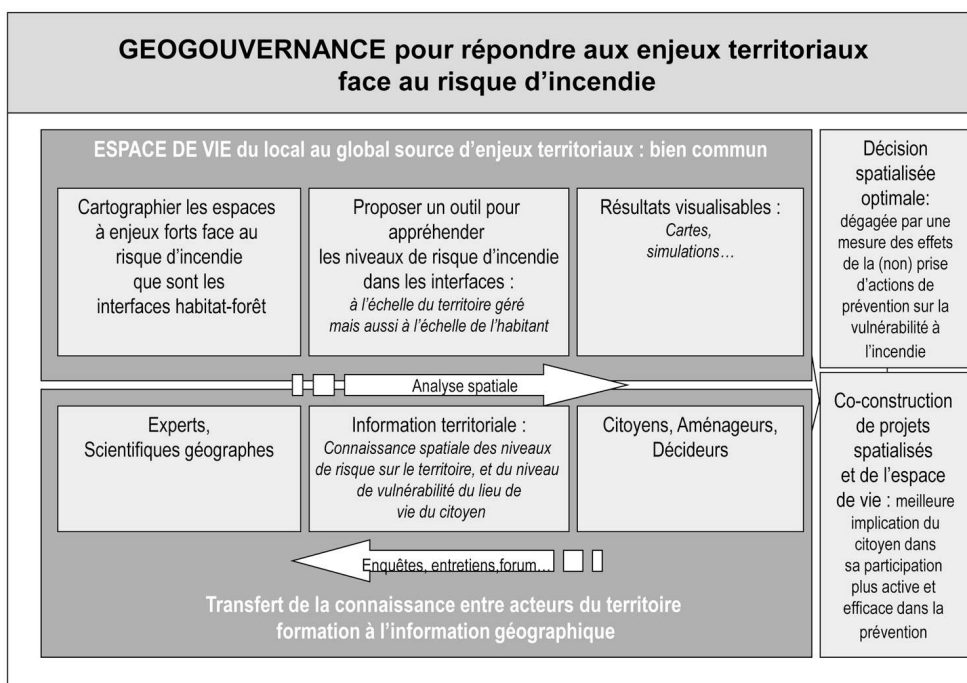 GEOGOUVERNANCE pour répondre aux enjeux territoriaux
face au risque d’incendie
ESPACE DE VIE du local au global source d’enjeux territoriaux : bien commun
Cartographier les espaces
à enjeux forts face au
risque d’incendie
que sont les
interfaces habitat-forêt
Proposer un outil pour
appréhender
les niveaux de risque d’incendie
dans les interfaces :
à l’échelle du territoire géré
mais aussi à l’échelle de l’habitant
Résultats visualisables :
Cartes,
simulations…
Analyse spatiale
Experts,
Scientifiques géographes
Information territoriale :
Connaissance spatiale des niveaux
de risque sur le territoire, et du niveau
de vulnérabilité du lieu de
vie du citoyen
Citoyens, Aménageurs,
Décideurs
Enquêtes, entretiens,forum…
Transfert de la connaissance entre acteurs du territoire
formation à l’information géographique
Décision
spatialisée
optimale:
dégagée par une
mesure des effets
de la (non) prise
d’actions de
prévention sur la
vulnérabilité à
l’incendie
Co-construction
de projets
spatialisés
et de l’espace
de vie : meilleure
implication du
citoyen dans
sa participation
plus active et
efficace dans la
prévention